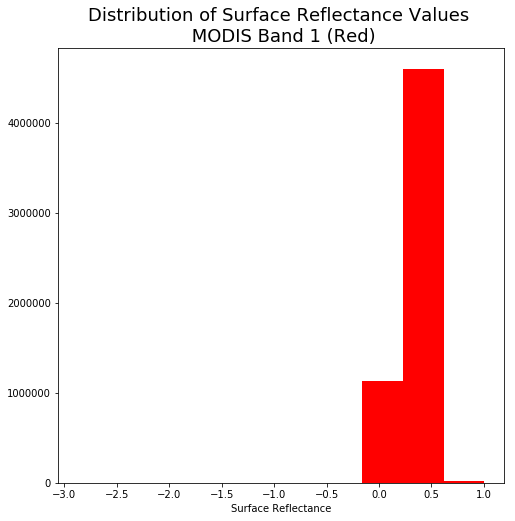 Distribution of Surface Reflectance Values
MODIS Band 1 (Red)
4000000
3000000
2000000
1000000
0
−3.0 −2.5 −2.0 −1.5 −1.0 −0.5 0.0 0.5 1.0
Surface Reflectance